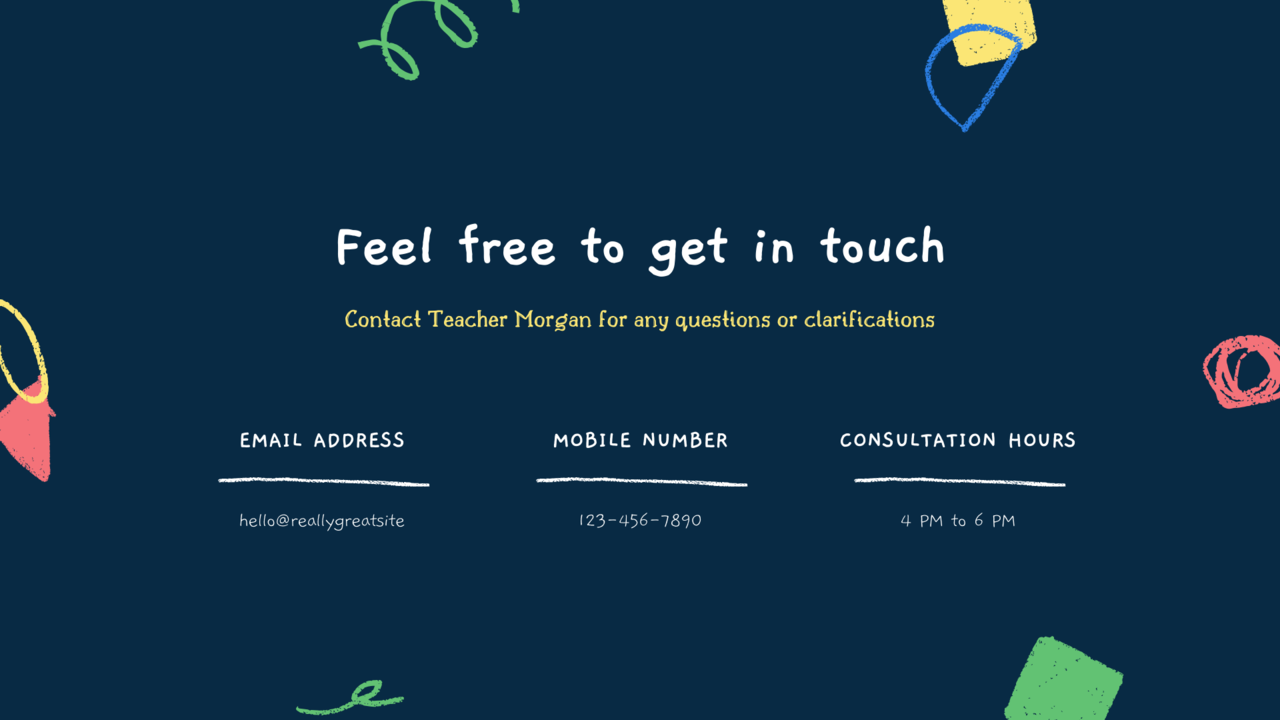 Feel free to get in touch
Contact Teacher Morgan for any questions or clarifications
EMAIL ADDRESS
hello@reallygreatsite
MOBILE NUMBER
123-456-7890
CONSULTATION HOURS
4 PM to 6 PM